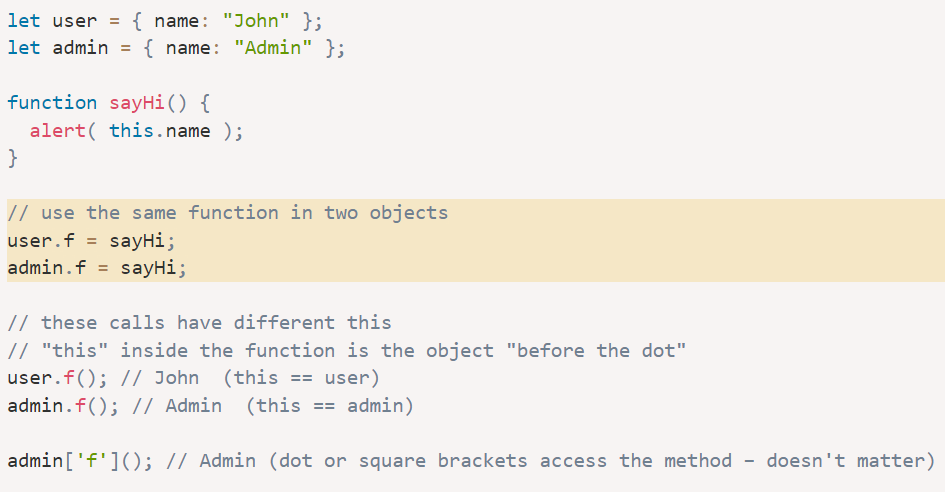 let user = { name: "John" };
let admin = { name: "Admin" };
function sayHi() {
  alert( this.name );
}
// use the same function in two objects
user.f = sayHi;
admin.f = sayHi;
// these calls have different this
// "this" inside the function is the object "before the dot"
user.f(); // John  (this == user)
admin.f(); // Admin  (this == admin)
admin['f'](); // Admin (dot or square brackets access the method – doesn't matter)